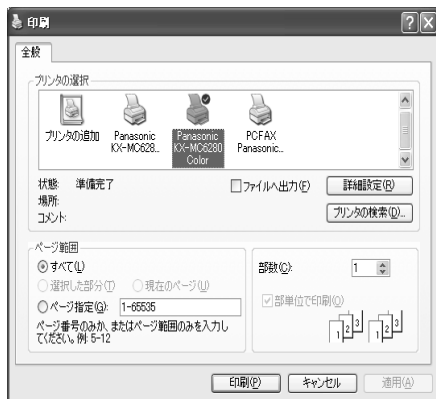 印刷
全般
プリンタの選択
プリンタの追加
Panasonic KX-MC628...
Panasonic KX-MC6280 Color
PCFAX Panasonic...
状態: 準備完了
場所:
コメント:
ファイルへ出力(F)
詳細設定(R)
プリンタの検索(D)...
ページ範囲
すべて(L)
選択した部分(T)
現在のページ(U)
ページ指定(G): 1-65535
ページ番号のみか、またはページ範囲のみを入力し
てください。例: 5-12
部数(C): 1
部単位で印刷(O)
1 2 3 1 2 3
印刷(P)
キャンセル
適用(A)